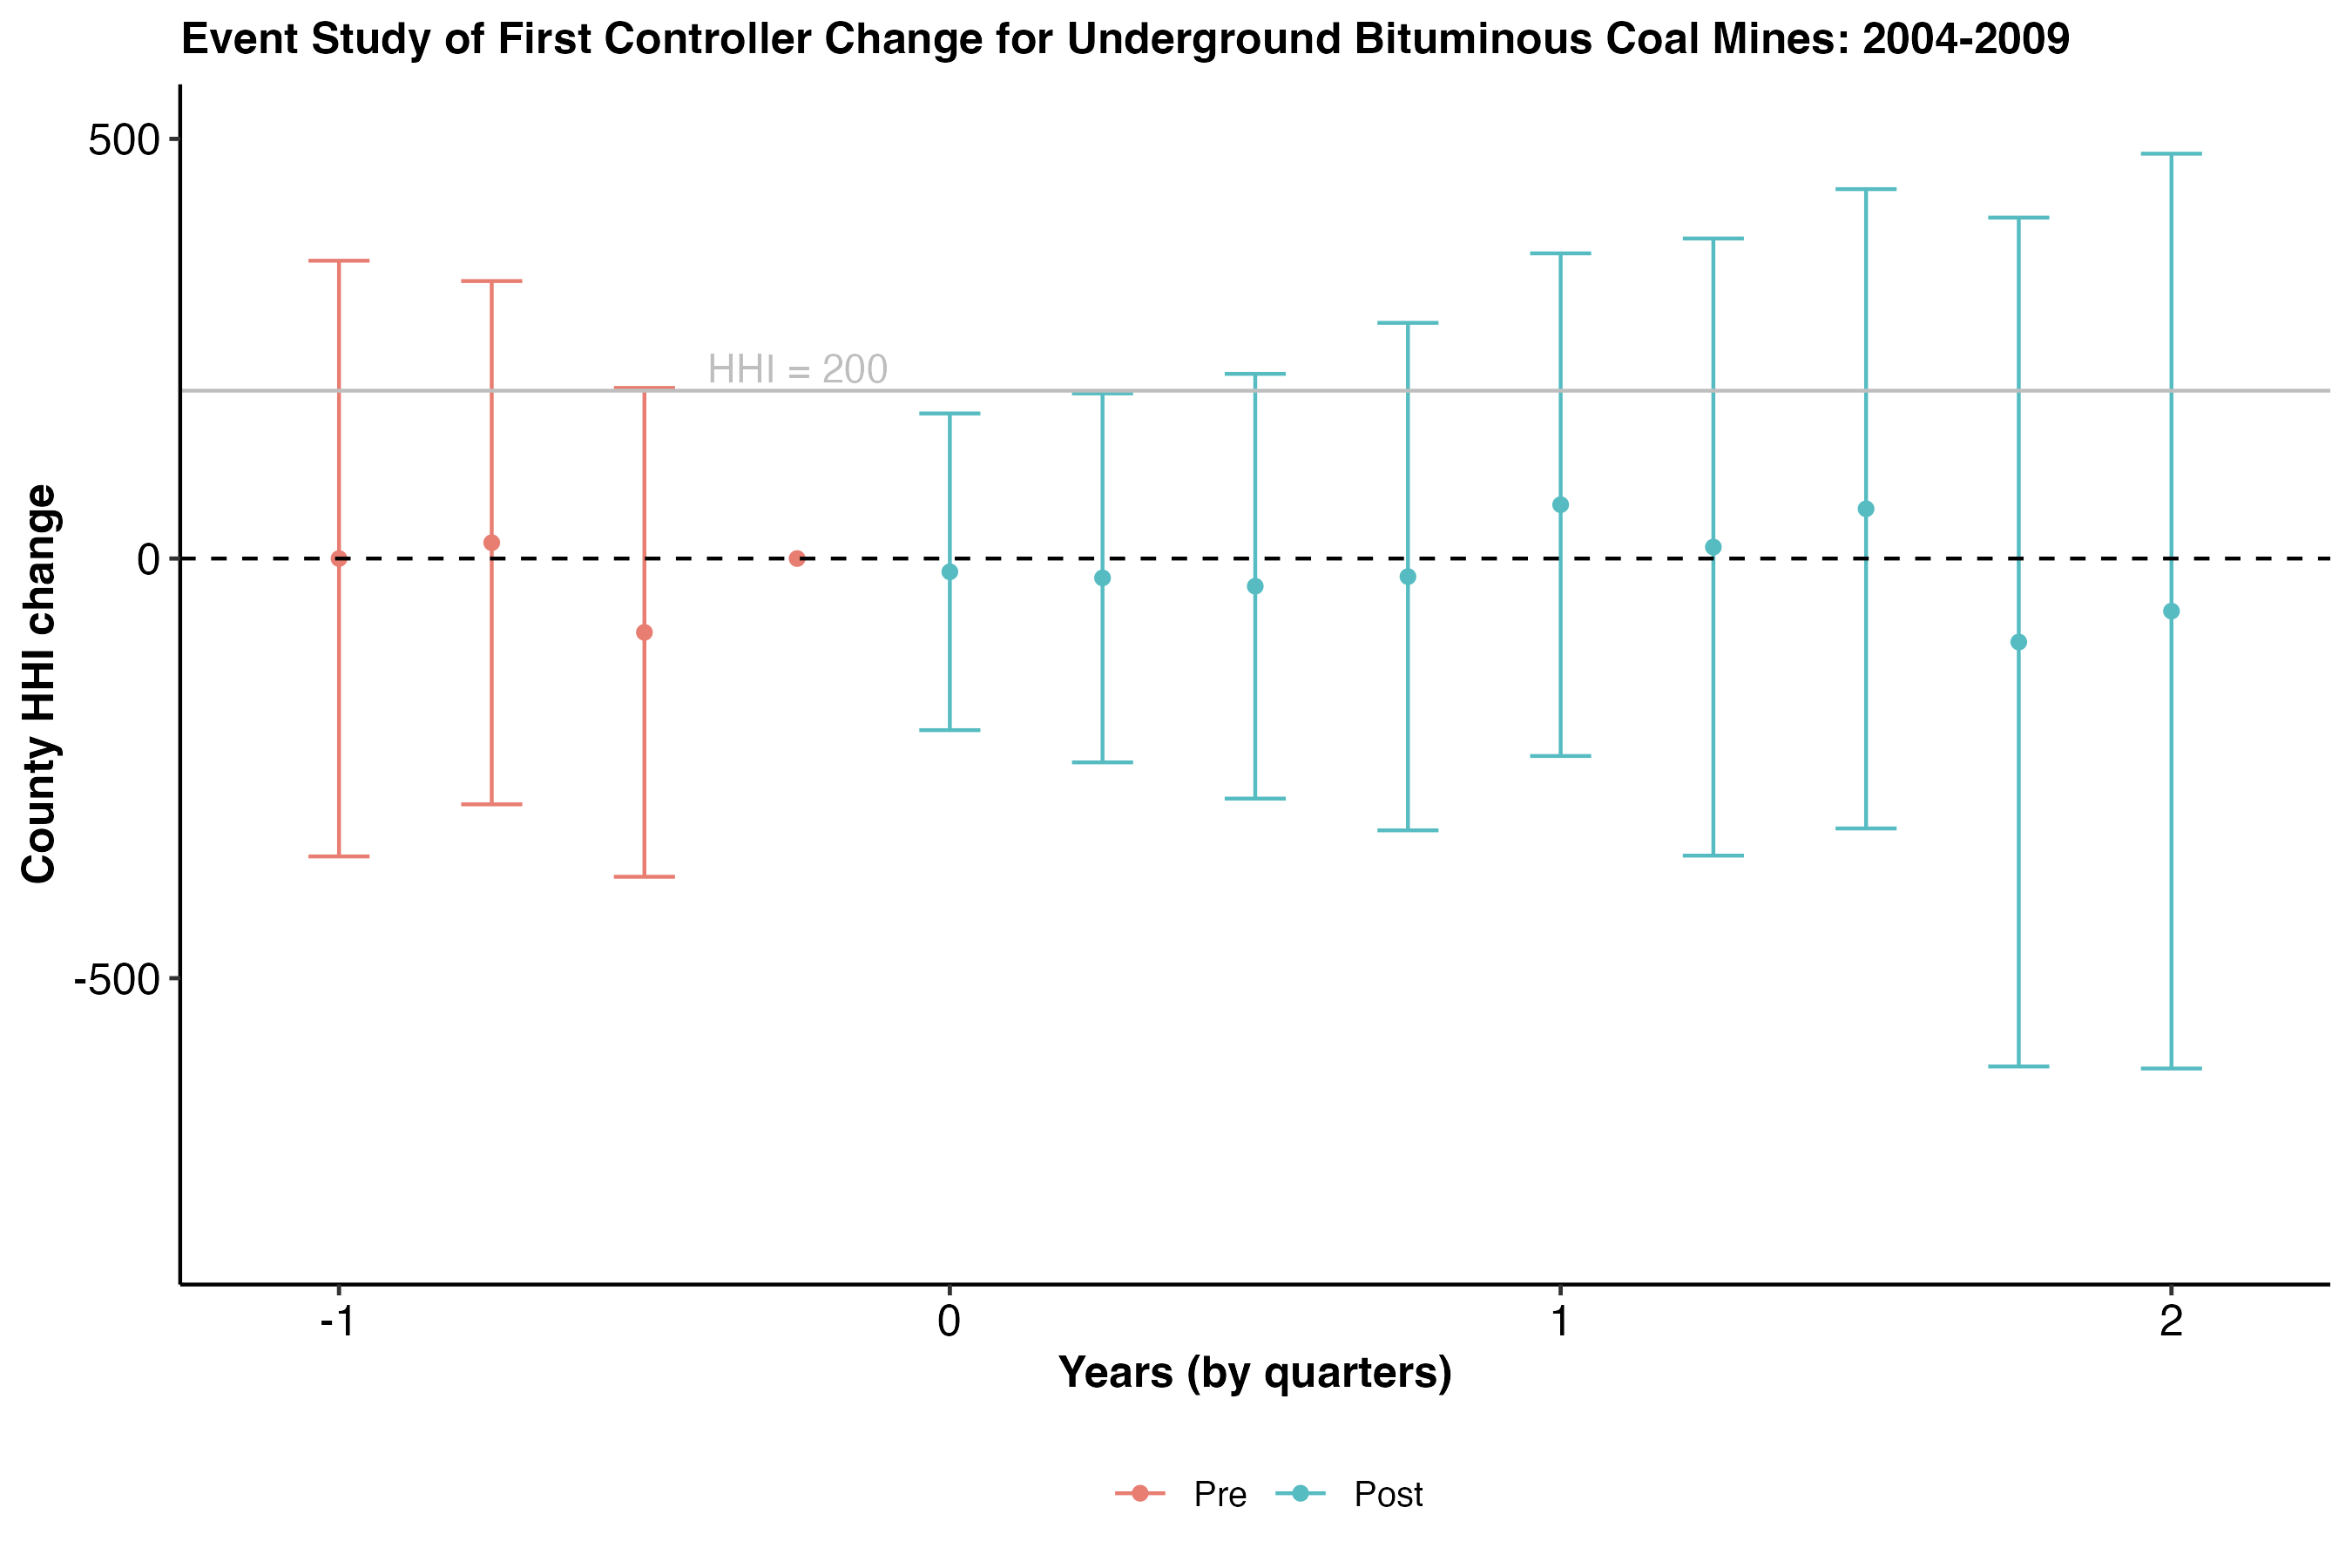 Event Study of First Controller Change for Underground Bituminous Coal Mines: 2004-2009
County HHI change
500
0
-500
HHI = 200
-1
0
1
2
Years (by quarters)
Pre
Post